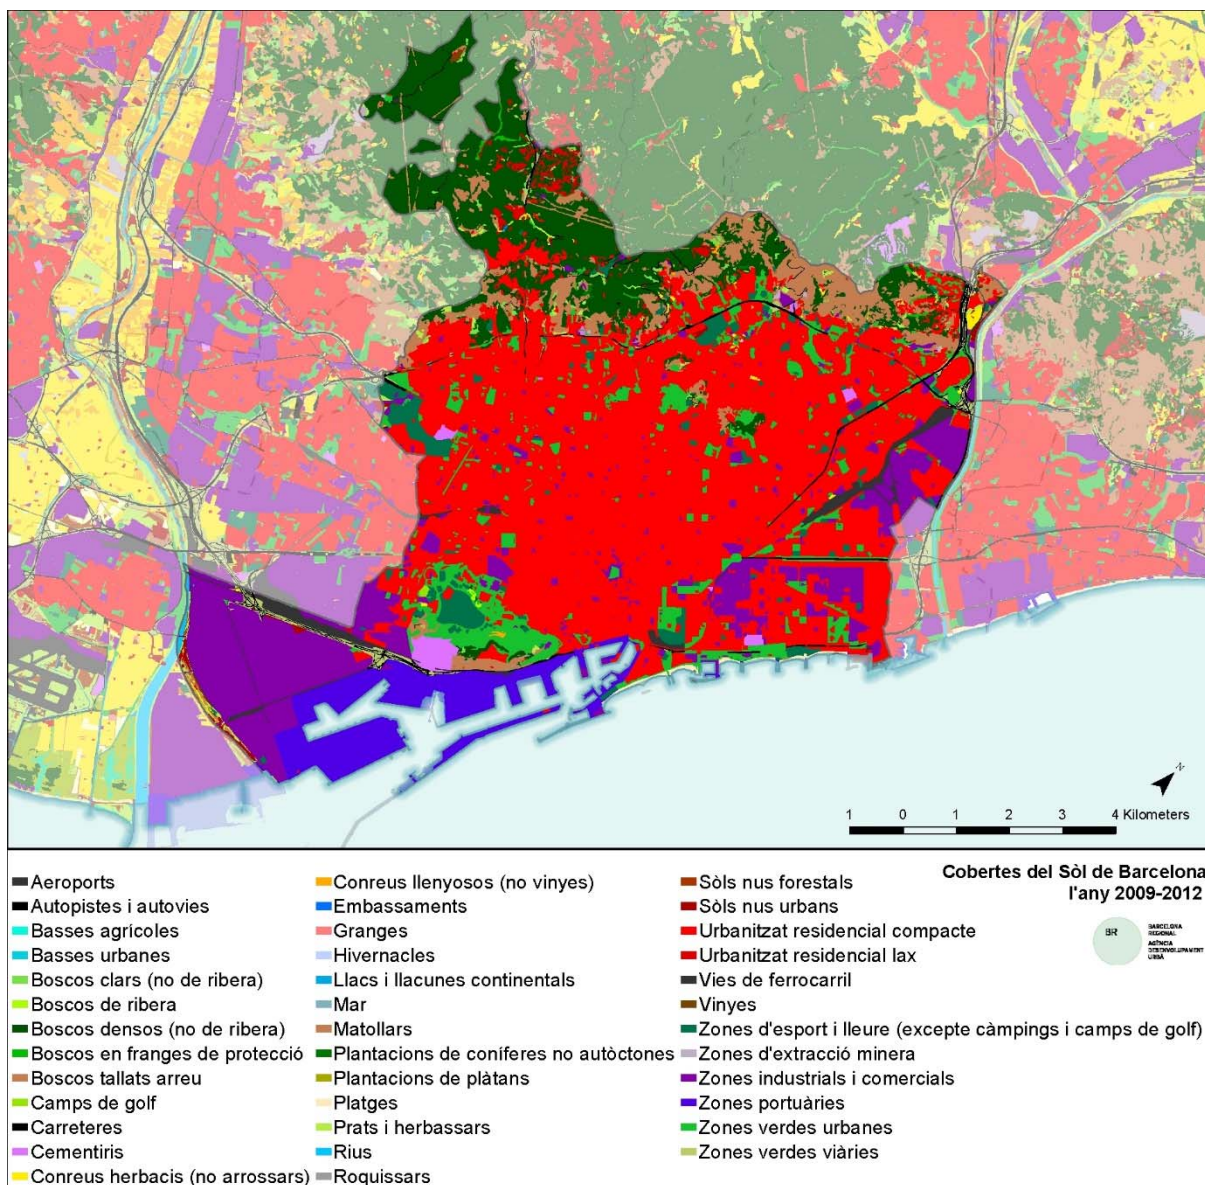 N
1 0 1 2 3 4 Kilometers
Cobertes del Sòl de Barcelona
l'any 2009-2012
BR
BARCELONA
REGIONAL
AGÈNCIA
DESENVOLUPAMENT
URBÀ
Aeroports
Autopistes i autovies
Basses agrícoles
Basses urbanes
Boscos clars (no de ribera)
Boscos de ribera
Boscos densos (no de ribera)
Boscos en franges de protecció
Boscos tallats arreu
Camps de golf
Carreteres
Cementiris
Conreus herbacis (no arrossars)
Conreus llenyosos (no vinyes)
Embassaments
Granges
Hivernacles
Llacs i llacunes continentals
Mar
Matollars
Plantacions de coníferes no autòctones
Plantacions de plàtans
Platges
Prats i herbassars
Rius
Roquissars
Sòls nus forestals
Sòls nus urbans
Urbanitzat residencial compacte
Urbanitzat residencial lax
Vies de ferrocarril
Vinyes
Zones d'esport i lleure (excepte càmpings i camps de golf)
Zones d'extracció minera
Zones industrials i comercials
Zones portuàries
Zones verdes urbanes
Zones verdes viàries